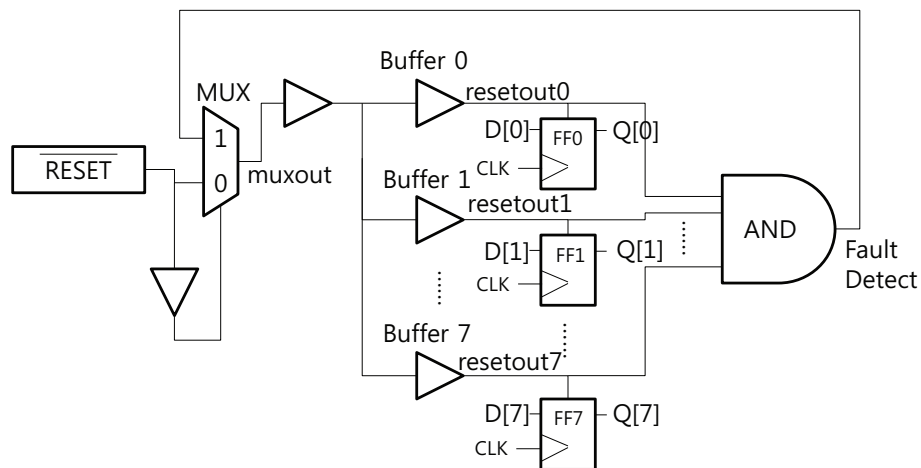 Buffer 0
MUX
resetout0
D[0]
FF0
Q[0]
CLK
1
RESET
0
muxout
Buffer 1
resetout1
AND
D[1]
FF1
Q[1]
Fault
Detect
CLK
Buffer 7
resetout7
D[7]
FF7
Q[7]
CLK